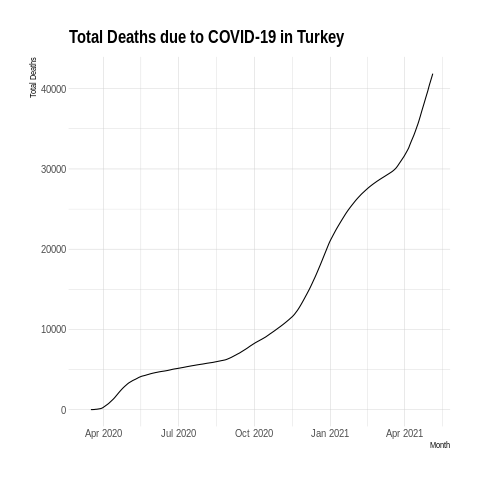 Total Deaths due to COVID-19 in Turkey
Total Deaths
40000
30000
20000
10000
0
Apr 2020 Jul 2020 Oct 2020 Jan 2021 Apr 2021
Month